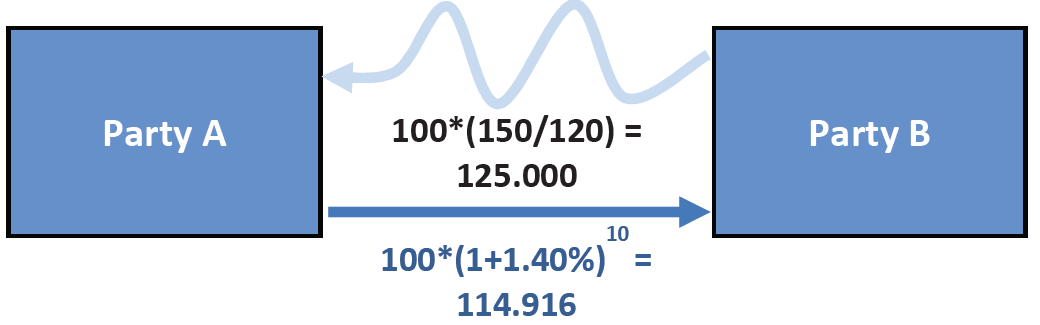 Party A
100*(150/120) =
125.000
Party B
100*(1+1.40%)^10 =
114.916